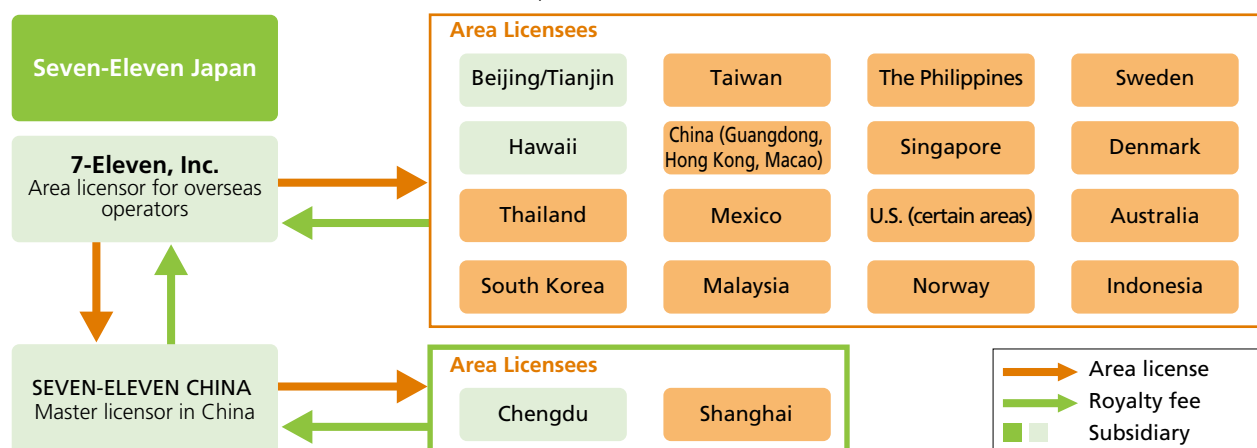 Seven-Eleven Japan
7-Eleven, Inc.
Area licensor for overseas
operators
SEVEN-ELEVEN CHINA
Master licensor in China
Area Licensees
Beijing/Tianjin
Taiwan
The Philippines
Sweden
Hawaii
China (Guangdong,
Hong Kong, Macao)
Singapore
Denmark
Thailand
Mexico
U.S. (certain areas)
Australia
South Korea
Malaysia
Norway
Indonesia
Area Licensees
Chengdu
Shanghai
Area license
Royalty fee
Subsidiary